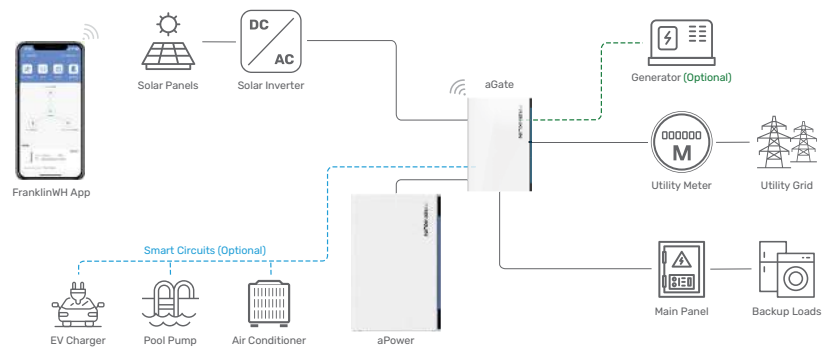 DC
AC
aGate
Solar Panels
Solar Inverter
Generator (Optional)
M
FranklinWH App
Utility Meter
Utility Grid
Smart Circuits (Optional)
EV Charger
Pool Pump
Air Conditioner
aPower
Main Panel
Backup Loads